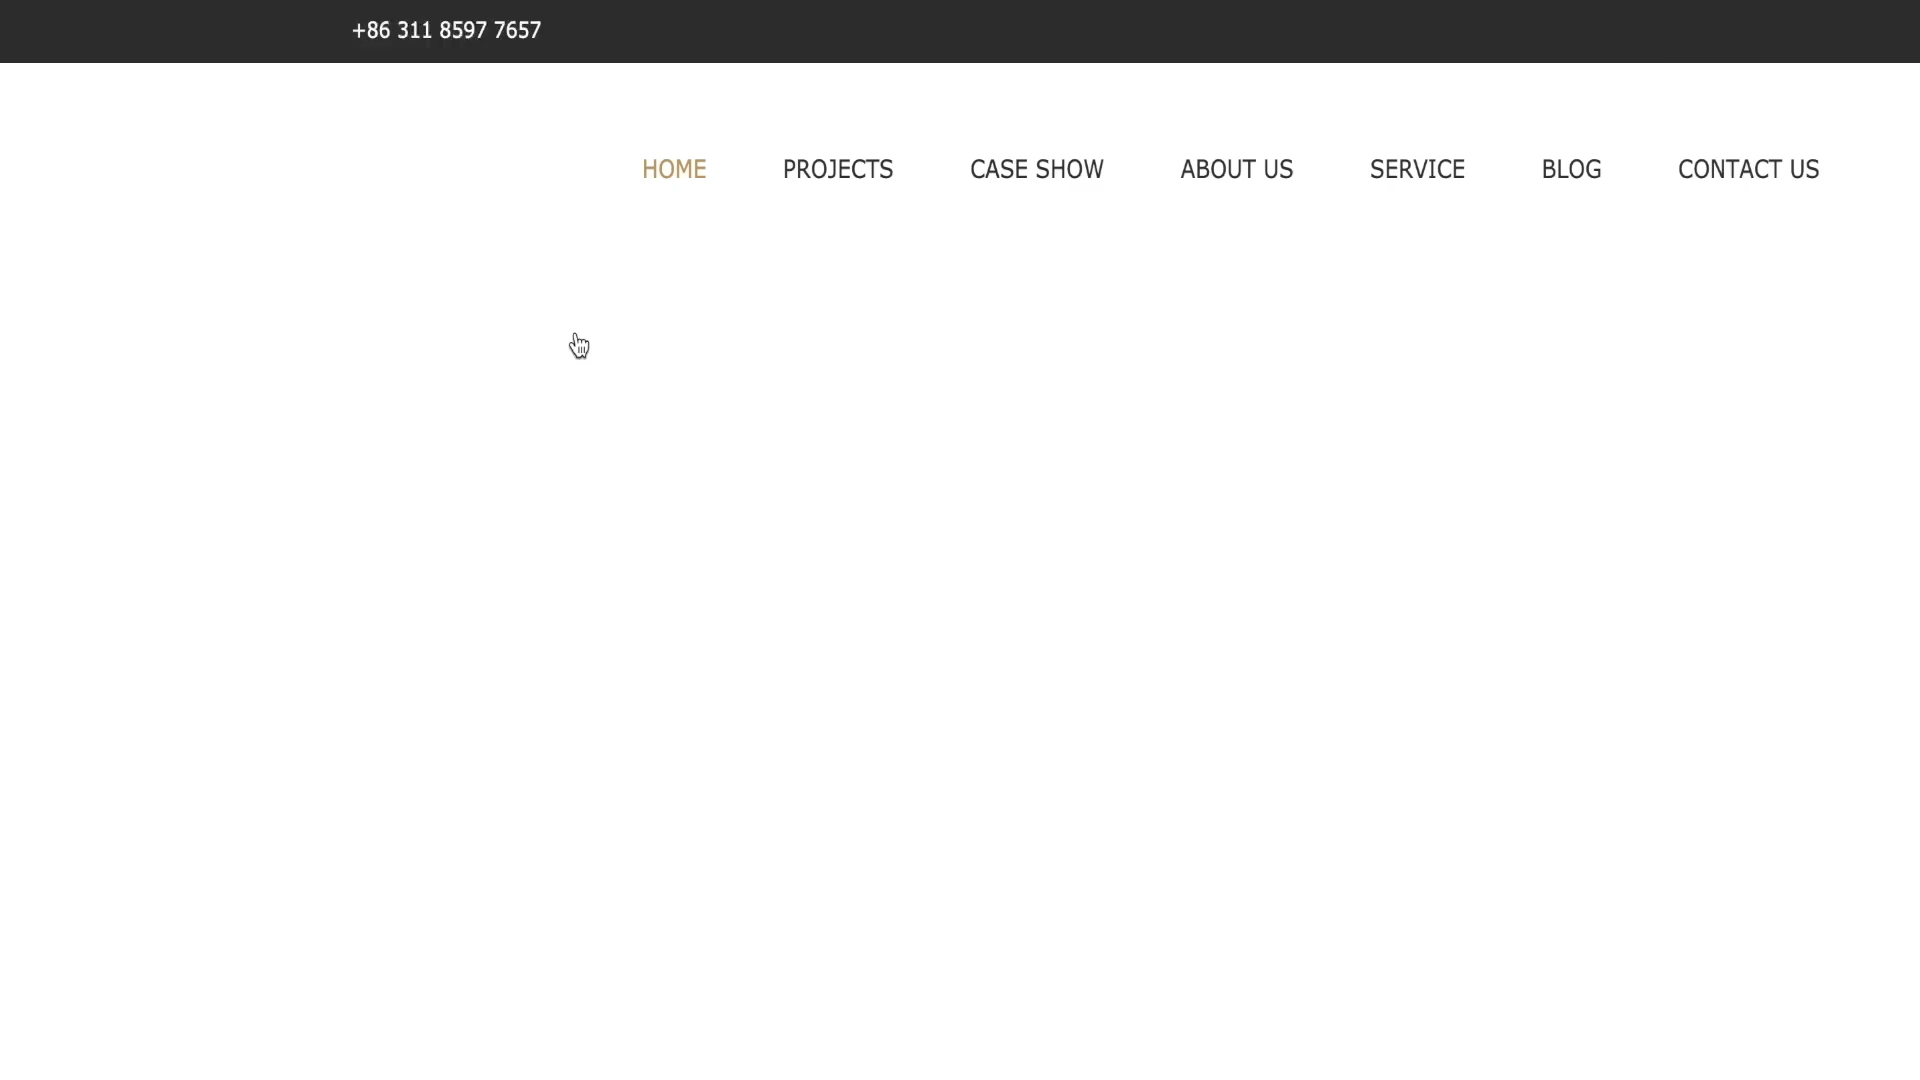 +86 311 8597 7657
HOME PROJECTS CASE SHOW ABOUT US SERVICE BLOG CONTACT US